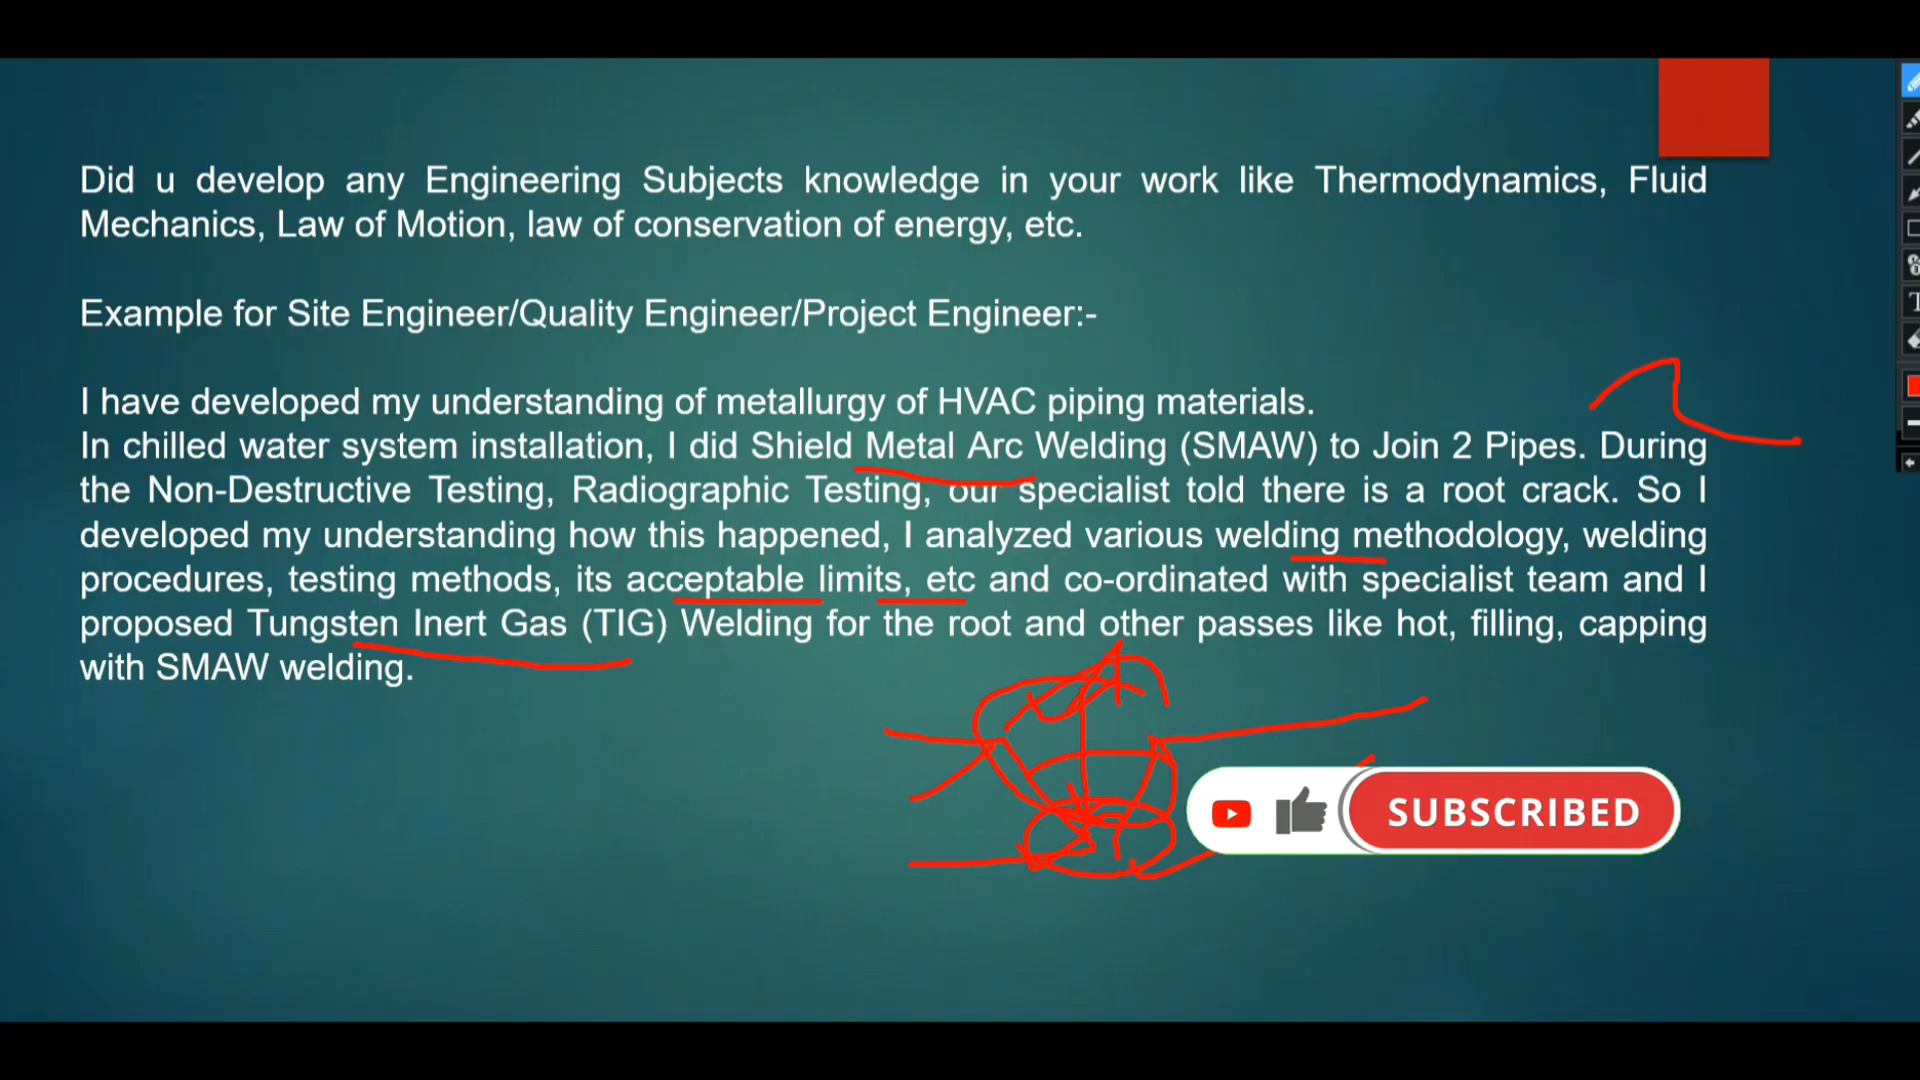 Did u develop any Engineering Subjects knowledge in your work like Thermodynamics, Fluid
Mechanics, Law of Motion, law of conservation of energy, etc.
Example for Site Engineer/Quality Engineer/Project Engineer:-
I have developed my understanding of metallurgy of HVAC piping materials.
In chilled water system installation, I did Shield Metal Arc Welding (SMAW) to Join 2 Pipes. During
the Non-Destructive Testing, Radiographic Testing, our specialist told there is a root crack. So I
developed my understanding how this happened, I analyzed various welding methodology, welding
procedures, testing methods, its acceptable limits, etc and co-ordinated with specialist team and I
proposed Tungsten Inert Gas (TIG) Welding for the root and other passes like hot, filling, capping
with SMAW welding.
SUBSCRIBED